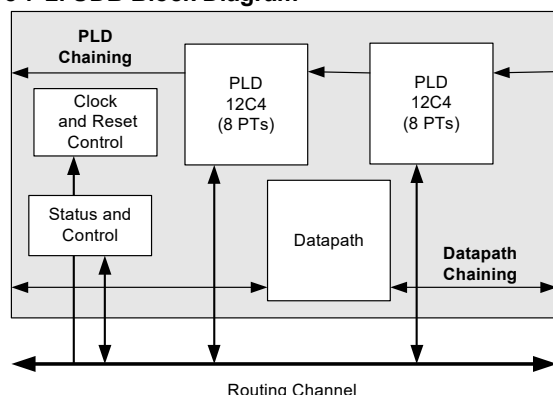 UDB Block Diagram
PLD
Chaining
PLD
12C4
(8 PTs)
PLD
12C4
(8 PTs)
Clock
and Reset
Control
Status and
Control
Datapath
Datapath
Chaining
Routing Channel